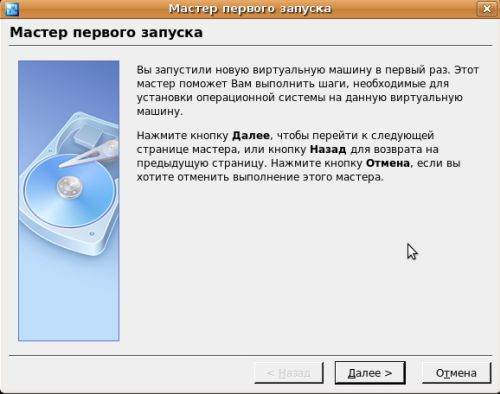 Мастер первого запуска
Мастер первого запуска
Вы запустили новую виртуальную машину в первый раз. Этот
мастер поможет Вам выполнить шаги, необходимые для
установки операционной системы на данную виртуальную
машину.
Нажмите кнопку Далее, чтобы перейти к следующей
странице мастера, или кнопку Назад для возврата на
предыдущую страницу. Нажмите кнопку Отмена, если вы
хотите отменить выполнение этого мастера.
< Назад
Далее >
Отмена